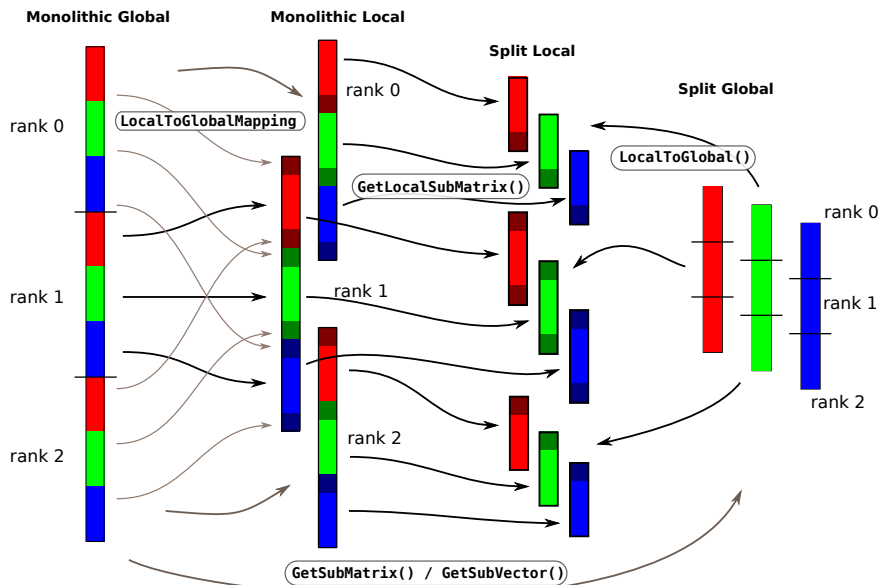 Monolithic Global
Monolithic Local
Split Local
Split Global
rank 0
LocalToGlobalMapping
rank 0
GetLocalSubMatrix()
LocalToGlobal()
rank 0
rank 1
rank 1
rank 1
rank 2
rank 2
rank 2
GetSubMatrix() / GetSubVector()